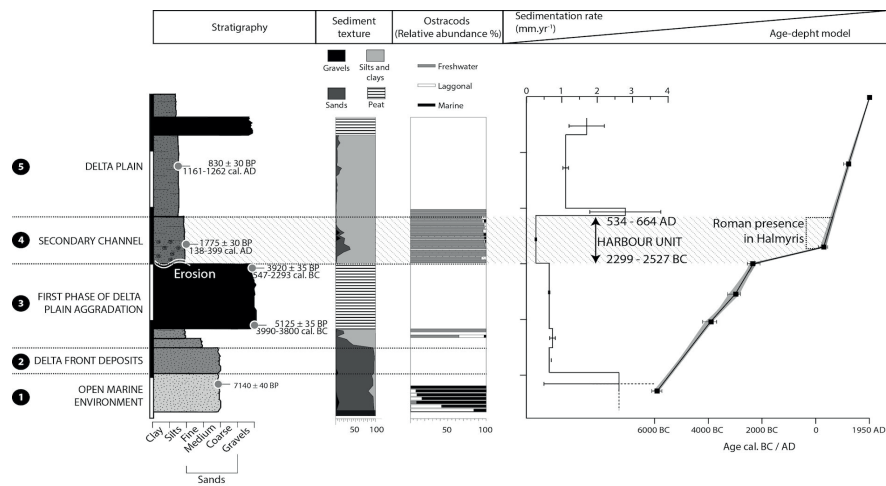 Stratigraphy
Sediment
texture
Ostracods
(Relative abundance %)
Sedimentation rate
(mm.yr-1)
Age-depht model
Gravels
Silts and
clays
Sands
Peat
Freshwater
Laggonal
Marine
0 1 2 3 4
5 DELTA PLAIN
830 ± 30 BP
1161-1262 cal. AD
4 SECONDARY CHANNEL
1775 ± 30 BP
138-399 cal. AD
Erosion
534 - 664 AD
HARBOUR UNIT
2299 - 2527 BC
Roman presence
in Halmyris
3 FIRST PHASE OF DELTA
PLAIN AGGRADATION
3920 ± 35 BP
547-2293 cal. BC
5125 ± 35 BP
3990-3800 cal. BC
2 DELTA FRONT DEPOSITS
1 OPEN MARINE
ENVIRONMENT
7140 ± 40 BP
Clay
Silts
Fine
Medium
Coarse
Gravels
Sands
50 100
50 100
6000 BC 4000 BC 2000 BC 0 1950 AD
Age cal. BC / AD